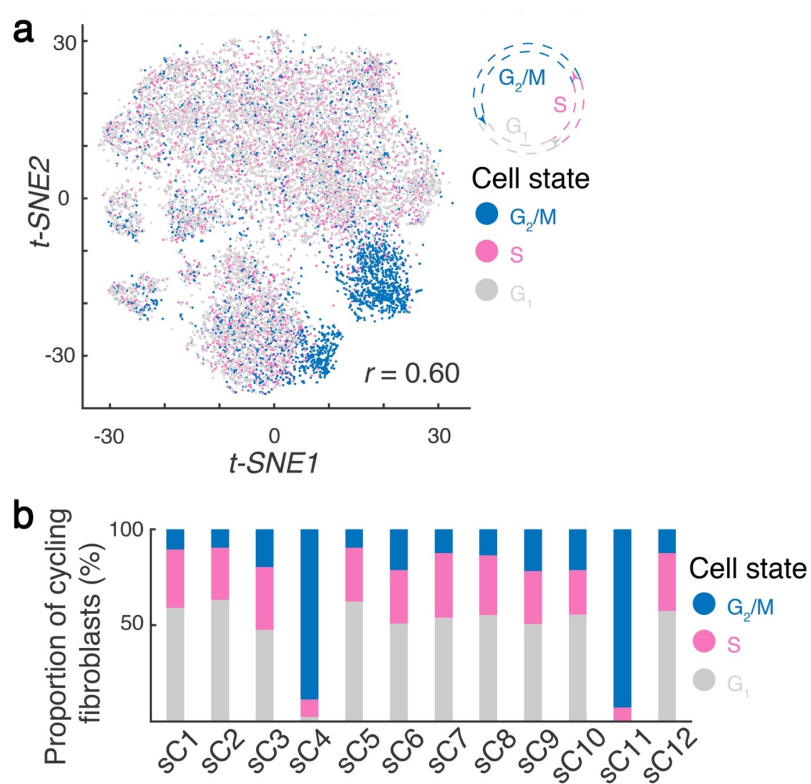 a
30
0
-30
t-SNE2
-30
0
30
t-SNE1
r = 0.60
G₂/M
S
G₁
Cell state
G₂/M
S
G₁
b
Proportion of cycling
fibroblasts (%)
100
50
sC1 sC2 sC3 sC4 sC5 sC6 sC7 sC8 sC9 sC10 sC11 sC12
Cell state
G₂/M
S
G₁